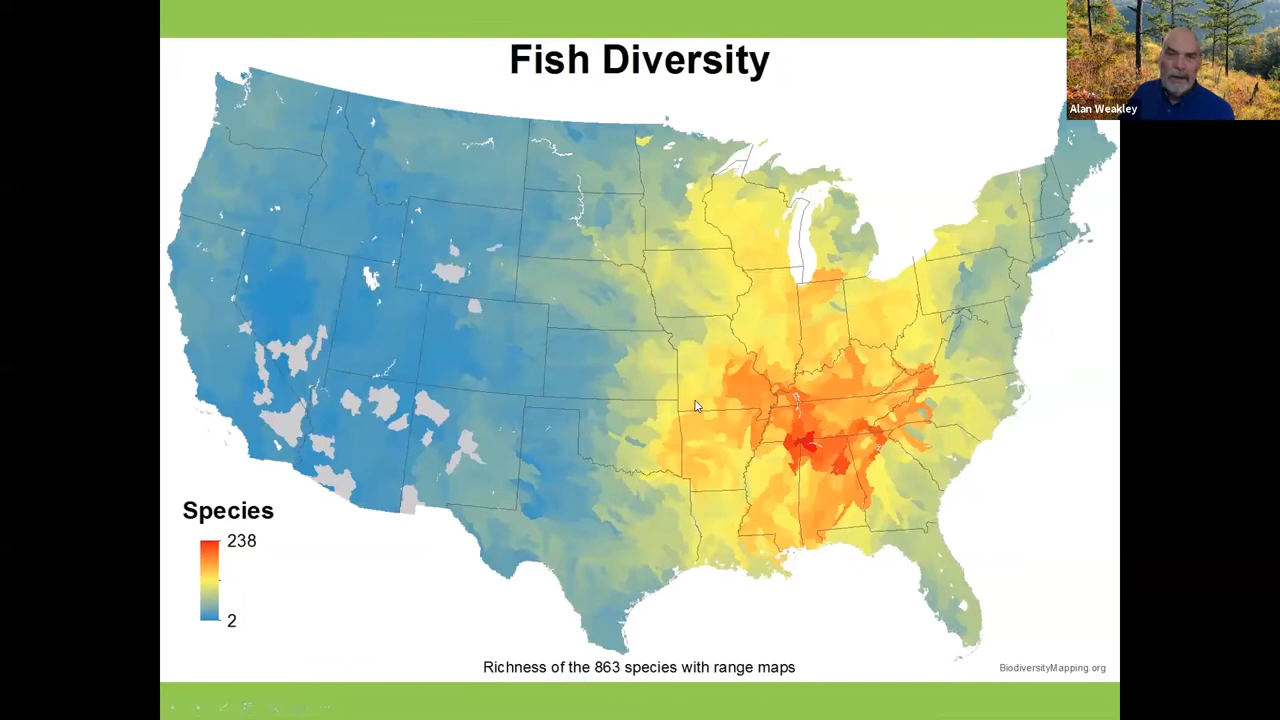 Fish Diversity
Alan Weakley
Species
238
2
Richness of the 863 species with range maps
BiodiversityMapping.org